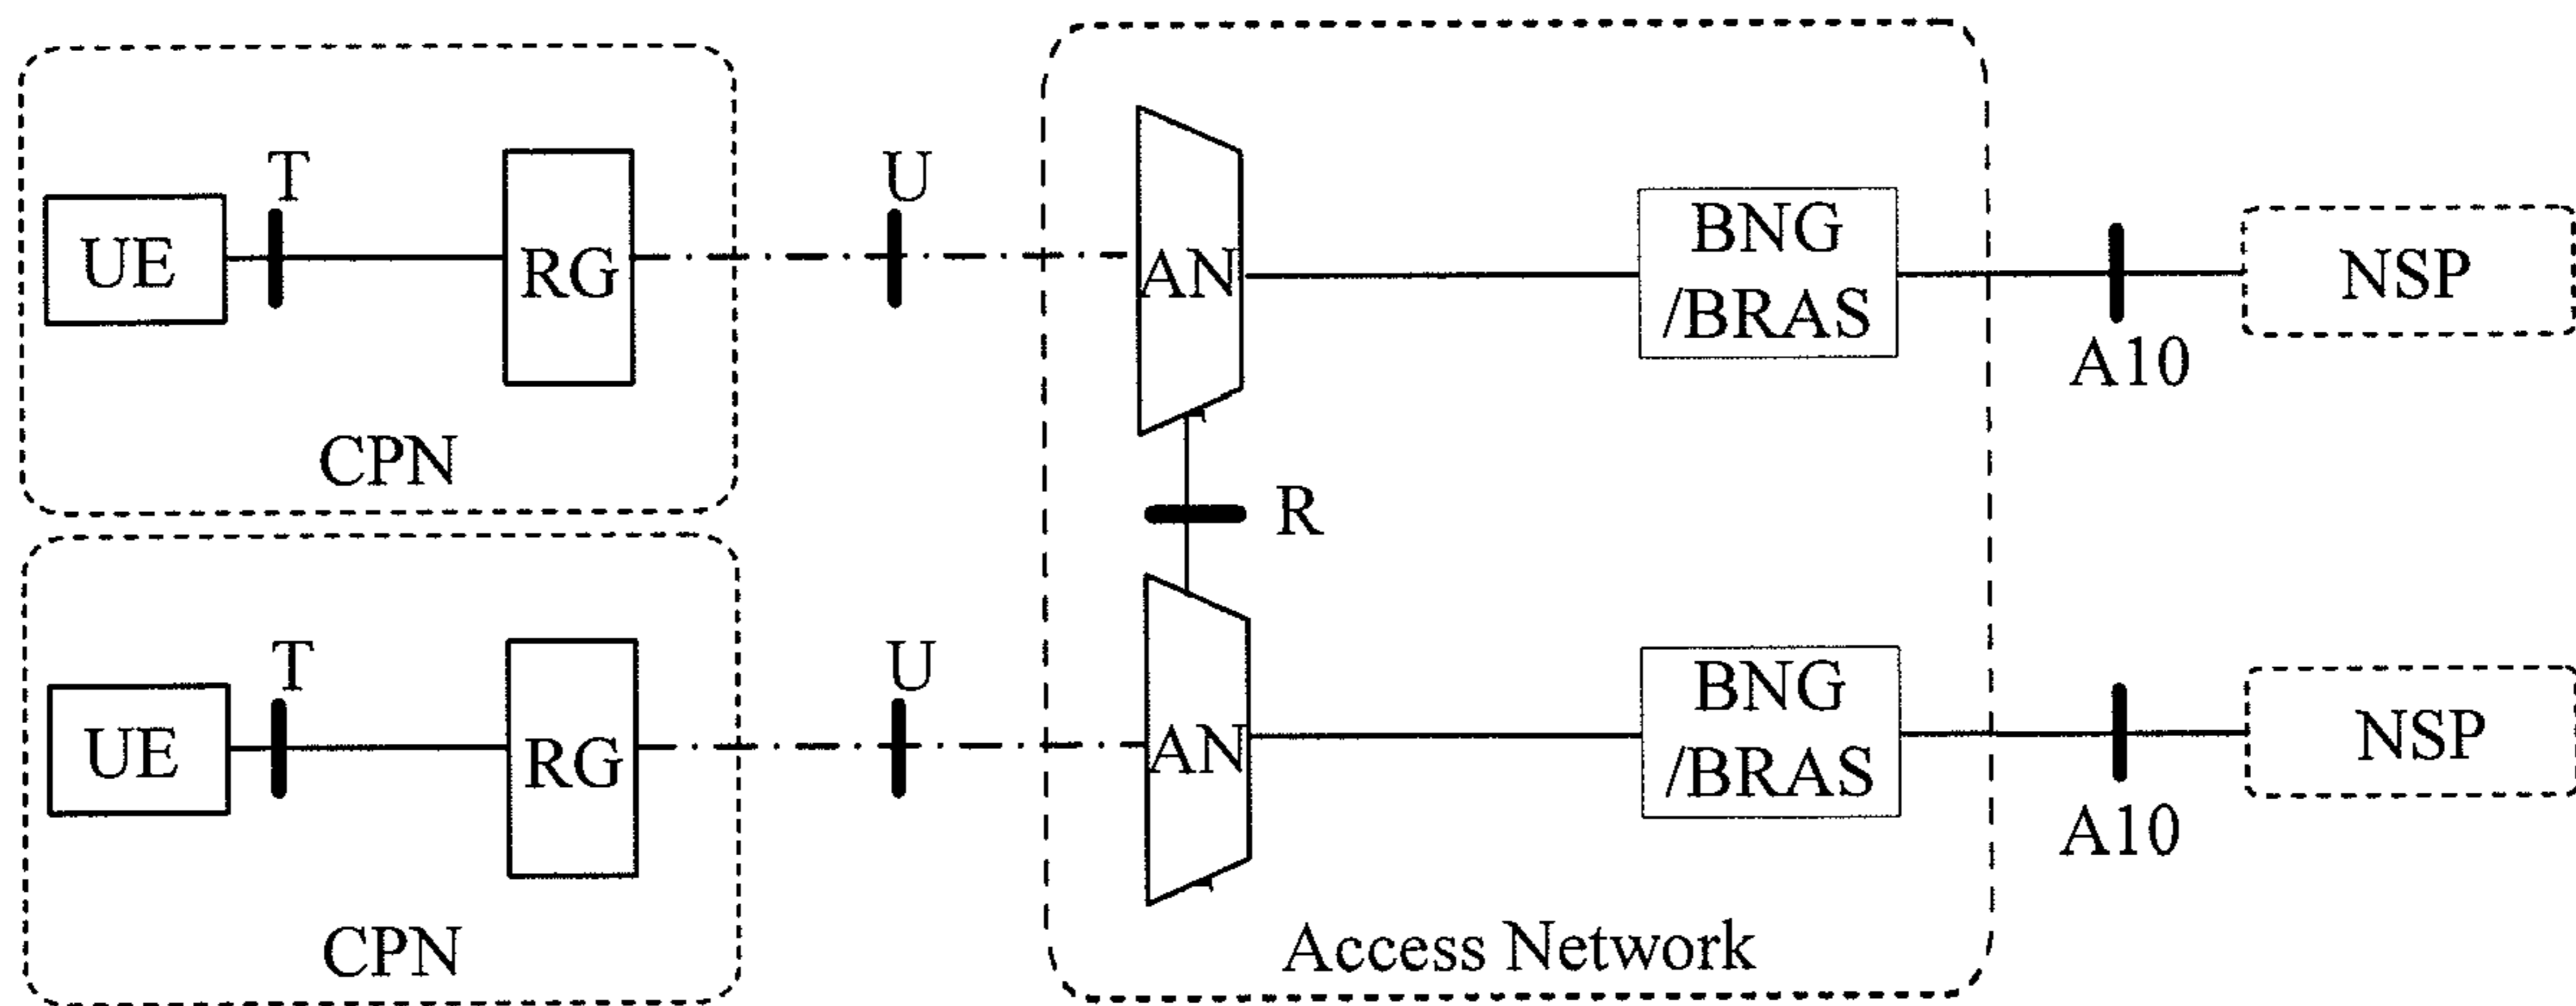 T
U
UE
RG
AN
BNG
/BRAS
NSP
A10
CPN
R
T
U
UE
RG
AN
BNG
/BRAS
NSP
A10
CPN
Access Network